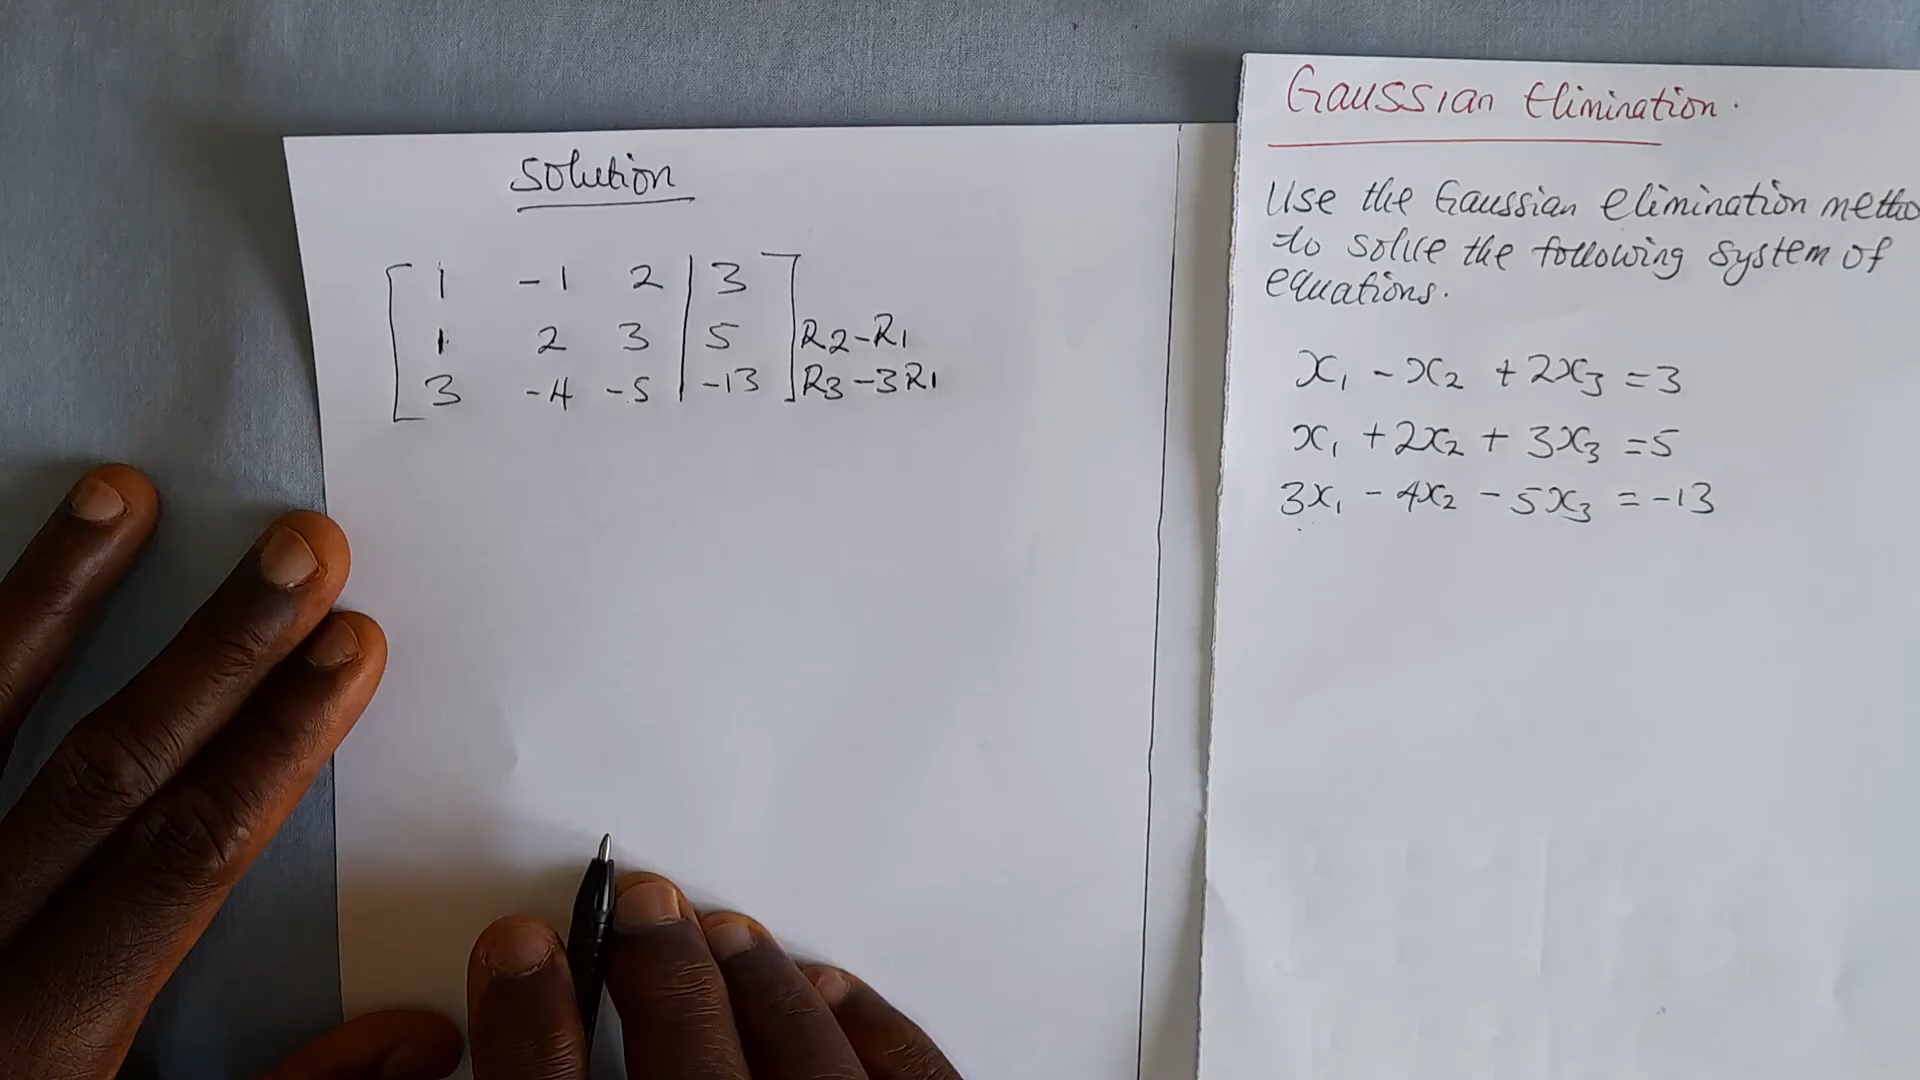 Solution
1 -1 2 | 3
1 2 3 | 5 R2-R1
3 -4 -5 | -13 R3-3R1
Gaussian Elimination.
Use the Gaussian elimination metho
to solve the following system of
equations.
x₁ - x₂ + 2x₃ = 3
x₁ + 2x₂ + 3x₃ = 5
3x₁ - 4x₂ - 5x₃ = -13